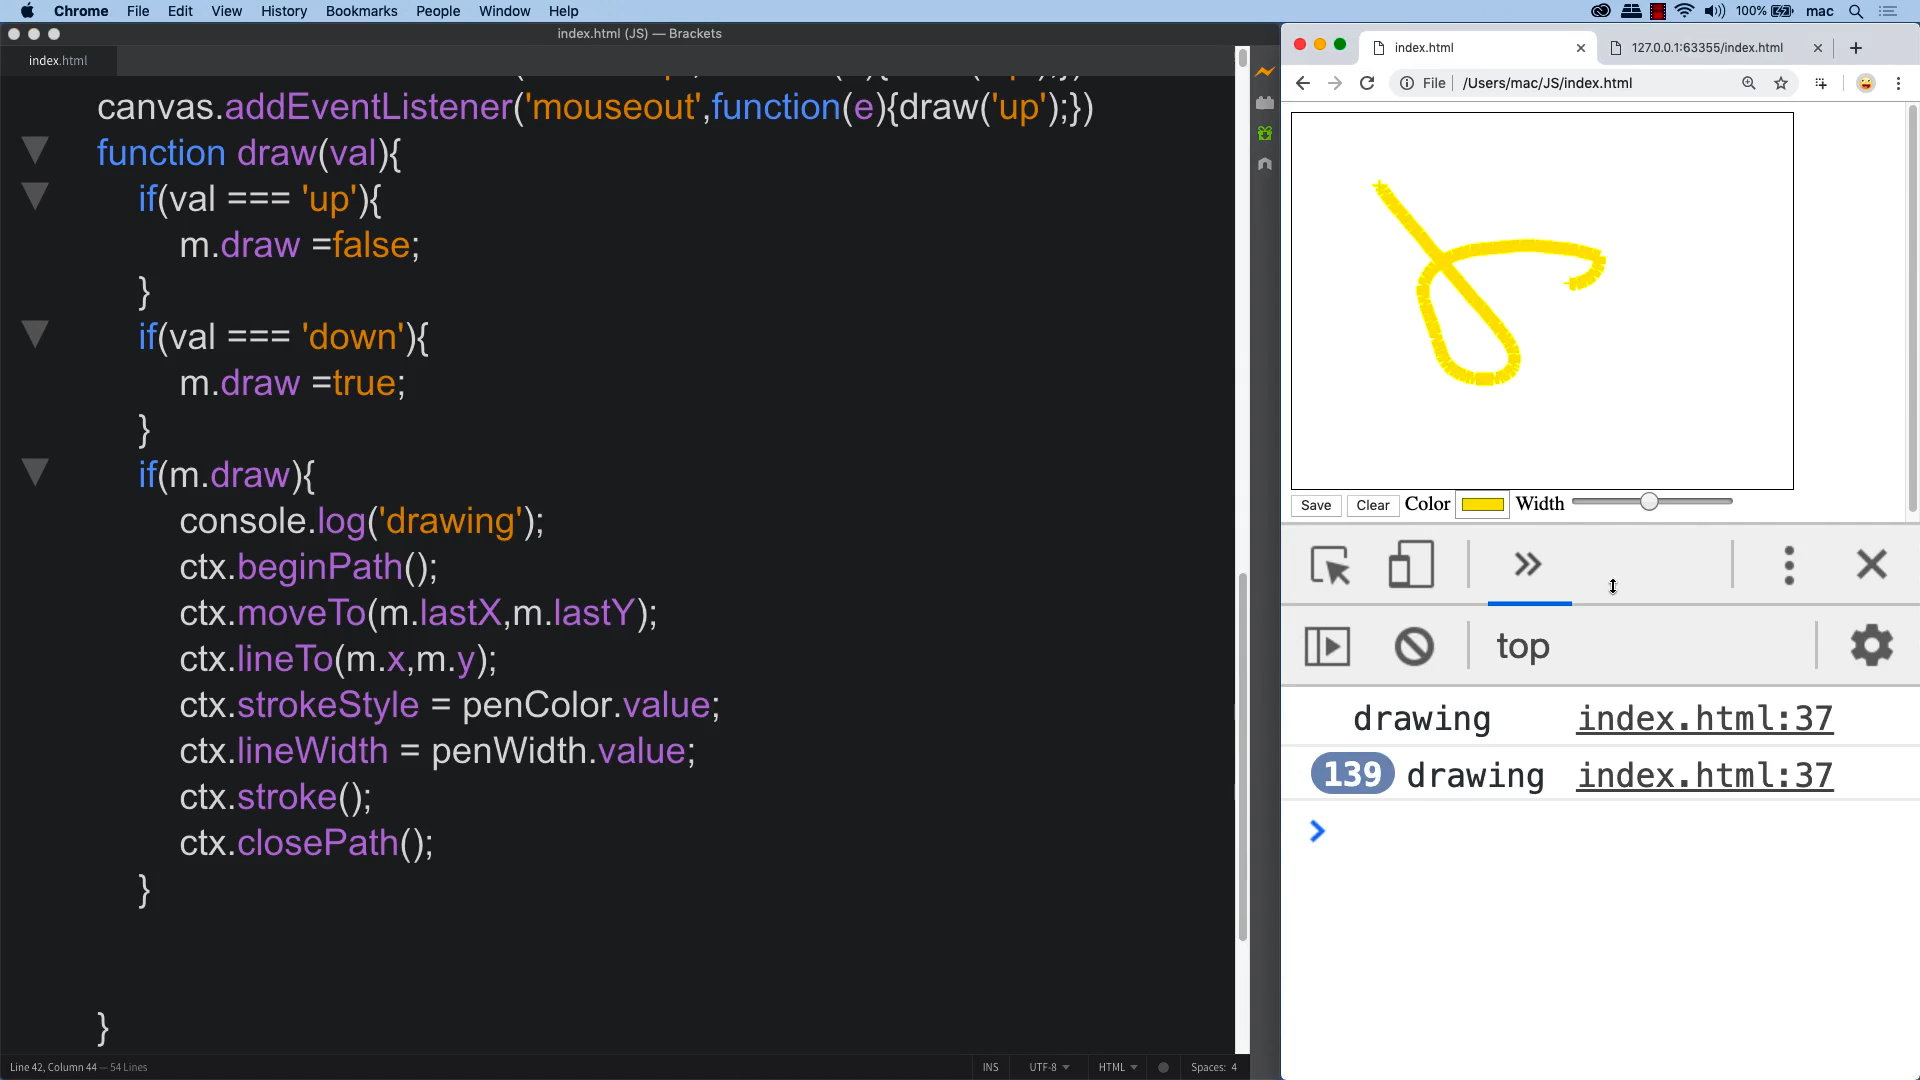 Chrome File Edit View History Bookmarks People Window Help 100% mac
index.html (JS) — Brackets
index.html
canvas.addEventListener('mouseout',function(e){draw('up');})
function draw(val){
if(val === 'up'){
m.draw =false;
}
if(val === 'down'){
m.draw =true;
}
if(m.draw){
console.log('drawing');
ctx.beginPath();
ctx.moveTo(m.lastX,m.lastY);
ctx.lineTo(m.x,m.y);
ctx.strokeStyle = penColor.value;
ctx.lineWidth = penWidth.value;
ctx.stroke();
ctx.closePath();
}
}
Line 42, Column 44 — 54 Lines
INS UTF-8 HTML Spaces: 4
index.html 127.0.0.1:63355/index.html
File /Users/mac/JS/index.html
Save Clear Color Width
top
drawing index.html:37
139 drawing index.html:37